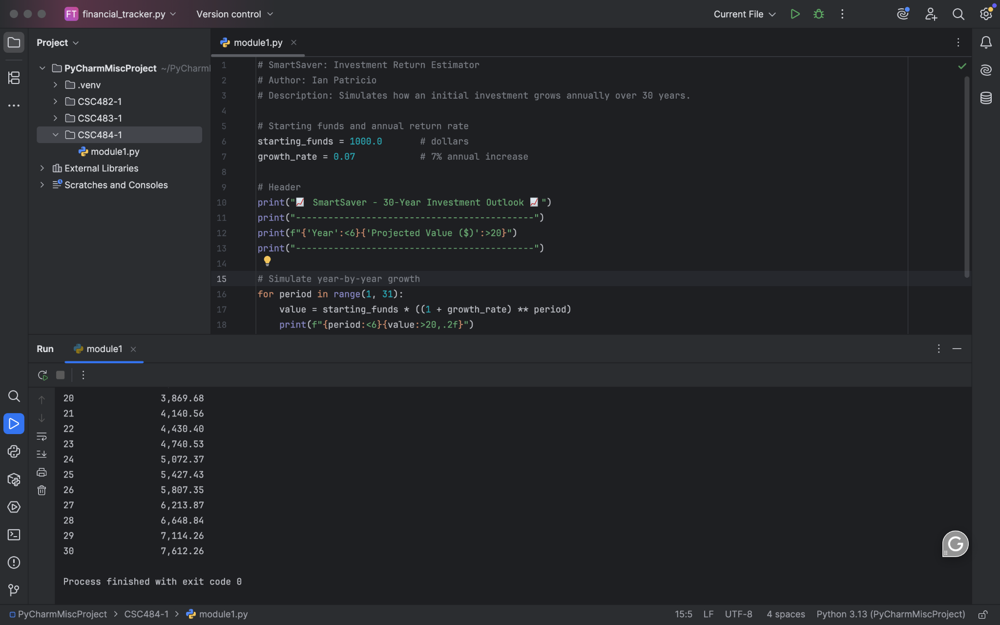 FT financial_tracker.py Version control Current File
Project
module1.py
PyCharmMiscProject ~/PyCharm
.venv
CSC482-1
CSC483-1
CSC484-1
module1.py
External Libraries
Scratches and Consoles
1 # SmartSaver: Investment Return Estimator
2 # Author: Ian Patricio
3 # Description: Simulates how an initial investment grows annually over 30 years.
4
5 # Starting funds and annual return rate
6 starting_funds = 1000.0 # dollars
7 growth_rate = 0.07 # 7% annual increase
8
9 # Header
10 print("📈 SmartSaver - 30-Year Investment Outlook 📈")
11 print("--------------------------------------------")
12 print(f"{'Year':<6}{'Projected Value ($)':>20}")
13 print("--------------------------------------------")
14
15 # Simulate year-by-year growth
16 for period in range(1, 31):
17 value = starting_funds * ((1 + growth_rate) ** period)
18 print(f"{period:<6}{value:>20,.2f}")
Run module1
20 3,869.68
21 4,140.56
22 4,430.40
23 4,740.53
24 5,072.37
25 5,427.43
26 5,807.35
27 6,213.87
28 6,648.84
29 7,114.26
30 7,612.26
Process finished with exit code 0
G
PyCharmMiscProject > CSC484-1 > module1.py 15:5 LF UTF-8 4 spaces Python 3.13 (PyCharmMiscProject)